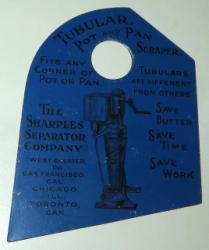 TUBULAR
POT AND PAN
SCRAPER
FITS ANY
CORNER OF
POT OR PAN.
TUBULARS
ARE DIFFERENT
FROM OTHERS
THE
SHARPLES
SEPARATOR
COMPANY.
WEST CHESTER,
PA.
SAN FRANCISCO,
CAL.
CHICAGO,
ILL.
TORONTO,
CAN.
SAVE
BUTTER
SAVE
TIME
SAVE
WORK